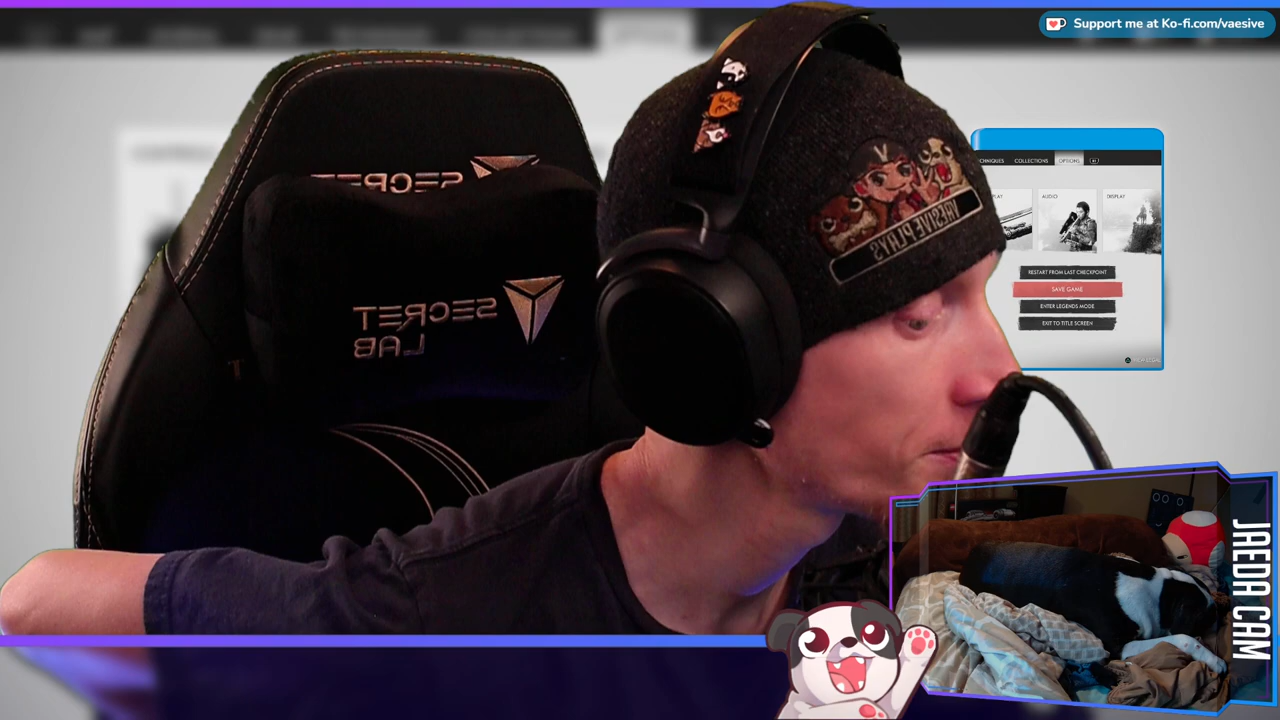 Support me at Ko-fi.com/vaesive
COLLECTIONS
OPTIONS
AUDIO
DISPLAY
RESTART FROM LAST CHECKPOINT
SAVE GAME
ENTER LEGENDS MODE
EXIT TO TITLE SCREEN
SECRET
SECRET
LAB
VAESIVE PLAYS
JAEDA CAM